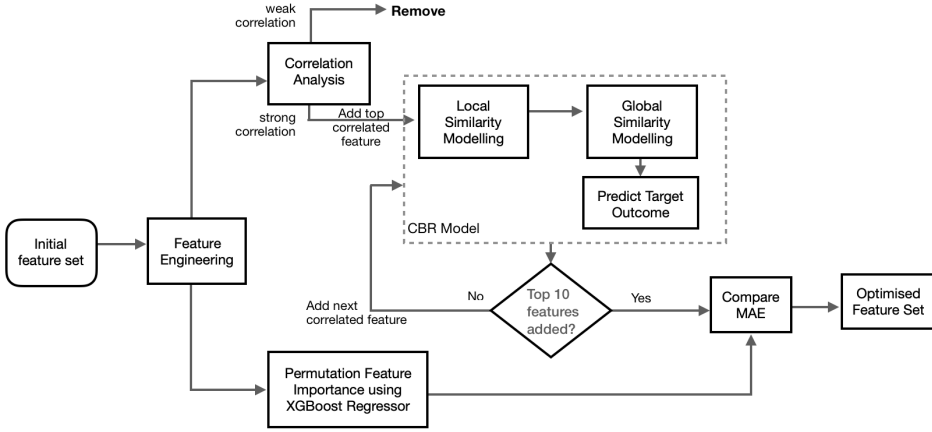 weak
correlation
Remove
Correlation
Analysis
strong
correlation
Add top
correlated
feature
Local
Similarity
Modelling
Global
Similarity
Modelling
Predict Target
Outcome
CBR Model
Initial
feature set
Feature
Engineering
No
Top 10
features
added?
Yes
Add next
correlated feature
Compare
MAE
Optimised
Feature Set
Permutation Feature
Importance using
XGBoost Regressor